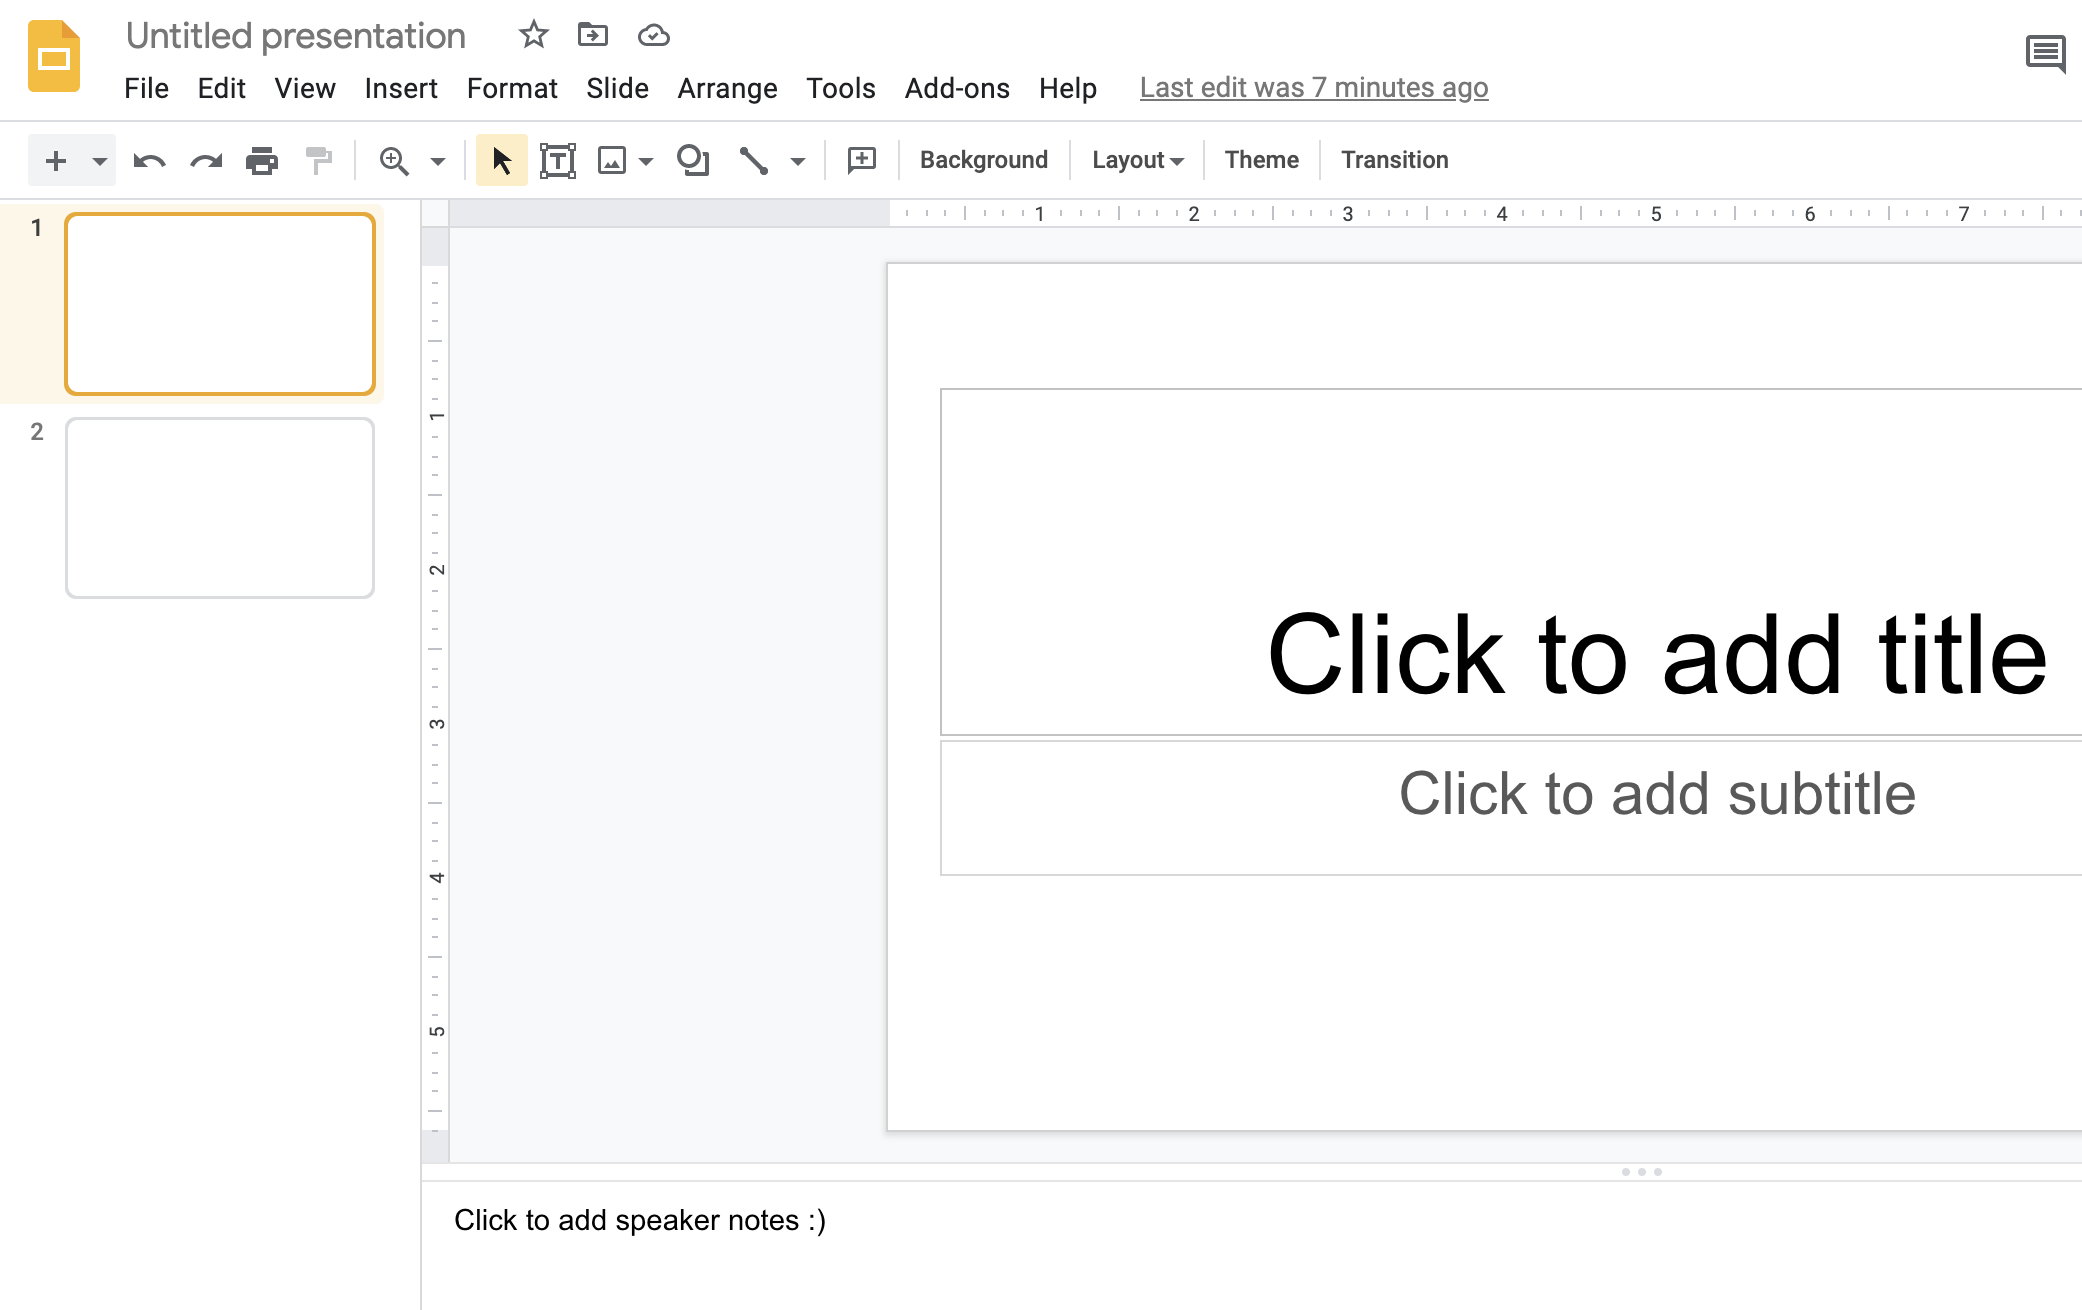 Untitled presentation
File Edit View Insert Format Slide Arrange Tools Add-ons Help Last edit was 7 minutes ago
Background Layout Theme Transition
1 2 3 4 5 6 7
1
2
1
2
3
4
5
Click to add title
Click to add subtitle
Click to add speaker notes :)